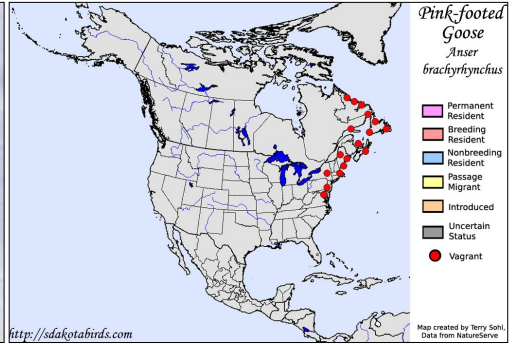 Pink-footed
Goose
Anser
brachyrhynchus
Permanent
Resident
Breeding
Resident
Nonbreeding
Resident
Passage
Migrant
Introduced
Uncertain
Status
Vagrant
http://sdakotabirds.com
Map created by Terry Sohl,
Data from NatureServe